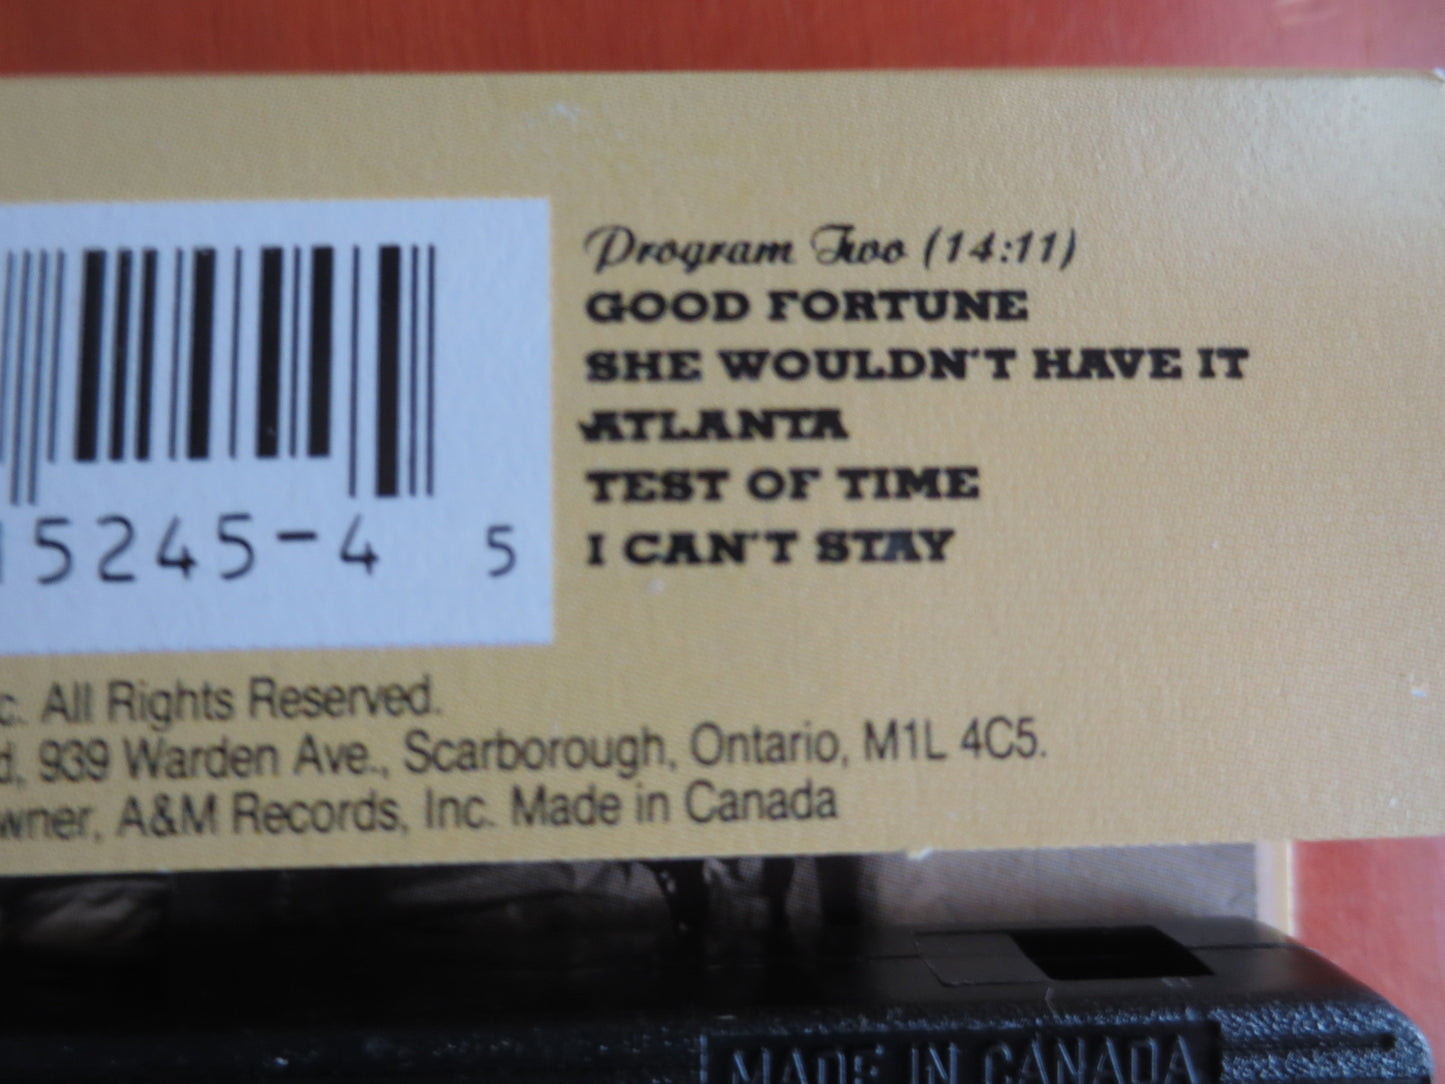 Program Two (14:11)
GOOD FORTUNE
SHE WOULDN'T HAVE IT
ATLANTA
TEST OF TIME
I CAN'T STAY
15245-4 5
c. All Rights Reserved.
d, 939 Warden Ave., Scarborough, Ontario, M1L 4C5.
wner, A&M Records, Inc. Made in Canada
MADE IN CANADA